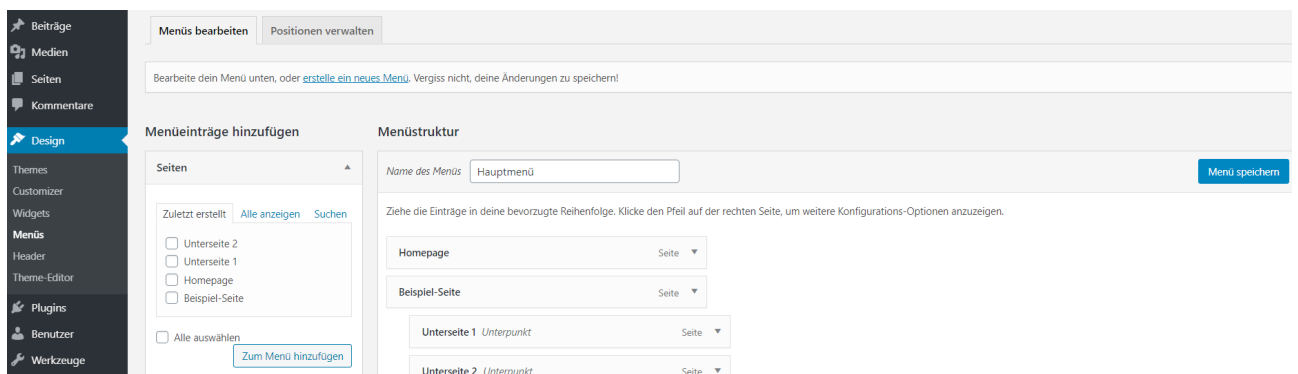 Beiträge
Medien
Seiten
Kommentare
Design
Themes
Customizer
Widgets
Menüs
Header
Theme-Editor
Plugins
Benutzer
Werkzeuge
Menüs bearbeiten Positionen verwalten
Bearbeite dein Menü unten, oder erstelle ein neues Menü. Vergiss nicht, deine Änderungen zu speichern!
Menüeinträge hinzufügen
Seiten
Zuletzt erstellt Alle anzeigen Suchen
Unterseite 2
Unterseite 1
Homepage
Beispiel-Seite
Alle auswählen
Zum Menü hinzufügen
Menüstruktur
Name des Menüs Hauptmenü Menü speichern
Ziehe die Einträge in deine bevorzugte Reihenfolge. Klicke den Pfeil auf der rechten Seite, um weitere Konfigurations-Optionen anzuzeigen.
Homepage Seite
Beispiel-Seite Seite
Unterseite 1 Unterpunkt Seite
Unterseite 2 Unterpunkt Seite